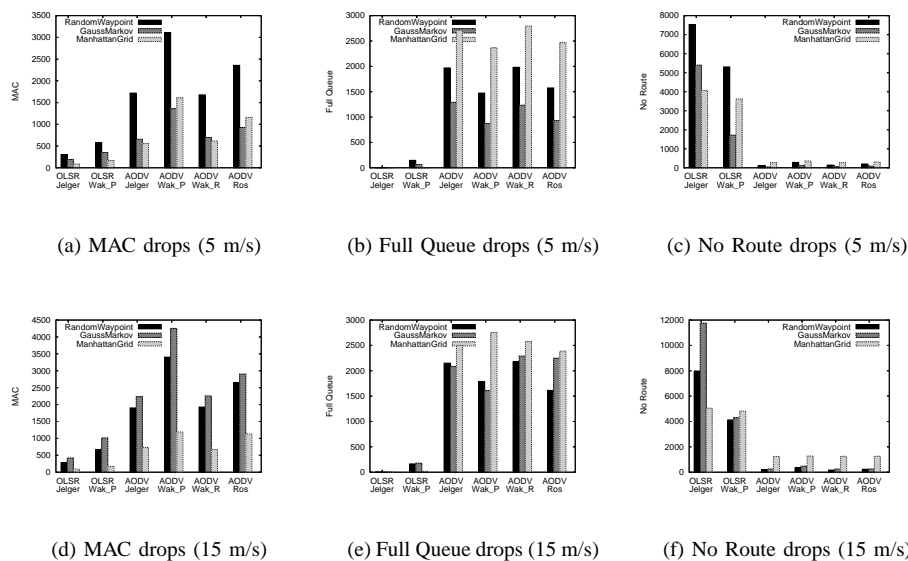 RandomWaypoint
GaussMarkov
ManhattanGrid
MAC
3500
3000
2500
2000
1500
1000
500
0
OLSR OLSR AODV AODV AODV AODV
Jelger Wak_P Jelger Wak_P Wak_R Ros
(a) MAC drops (5 m/s)
RandomWaypoint
GaussMarkov
ManhattanGrid
Full Queue
3000
2500
2000
1500
1000
500
0
OLSR OLSR AODV AODV AODV AODV
Jelger Wak_P Jelger Wak_P Wak_R Ros
(b) Full Queue drops (5 m/s)
RandomWaypoint
GaussMarkov
ManhattanGrid
No Route
8000
7000
6000
5000
4000
3000
2000
1000
0
OLSR OLSR AODV AODV AODV AODV
Jelger Wak_P Jelger Wak_P Wak_R Ros
(c) No Route drops (5 m/s)
RandomWaypoint
GaussMarkov
ManhattanGrid
MAC
4500
4000
3500
3000
2500
2000
1500
1000
500
0
OLSR OLSR AODV AODV AODV AODV
Jelger Wak_P Jelger Wak_P Wak_R Ros
(d) MAC drops (15 m/s)
RandomWaypoint
GaussMarkov
ManhattanGrid
Full Queue
3000
2500
2000
1500
1000
500
0
OLSR OLSR AODV AODV AODV AODV
Jelger Wak_P Jelger Wak_P Wak_R Ros
(e) Full Queue drops (15 m/s)
RandomWaypoint
GaussMarkov
ManhattanGrid
No Route
12000
10000
8000
6000
4000
2000
0
OLSR OLSR AODV AODV AODV AODV
Jelger Wak_P Jelger Wak_P Wak_R Ros
(f) No Route drops (15 m/s)